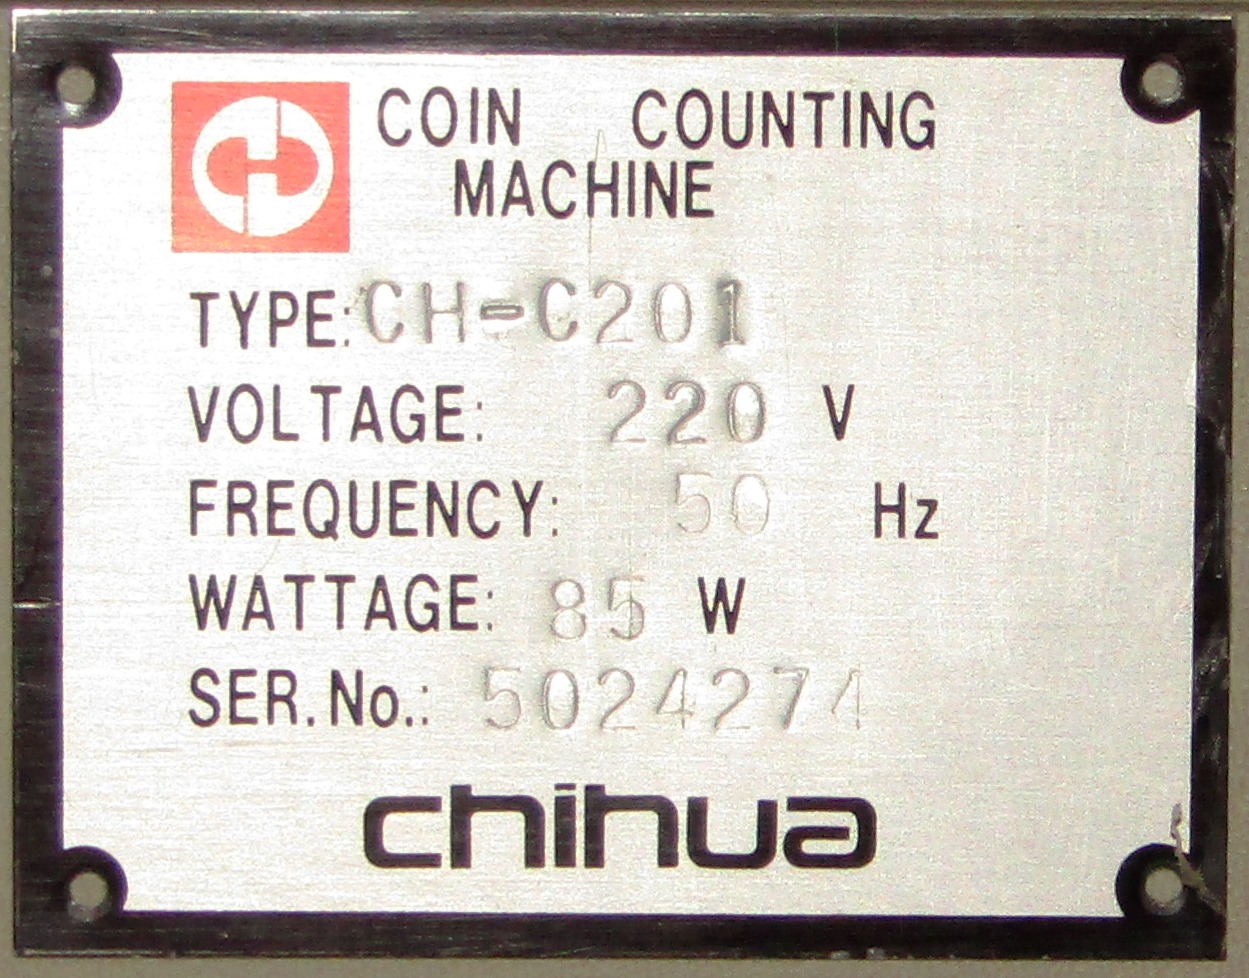 COIN COUNTING
MACHINE
TYPE: CH-C201
VOLTAGE: 220 V
FREQUENCY: 50 Hz
WATTAGE: 85 W
SER. No.: 5024274
chihua